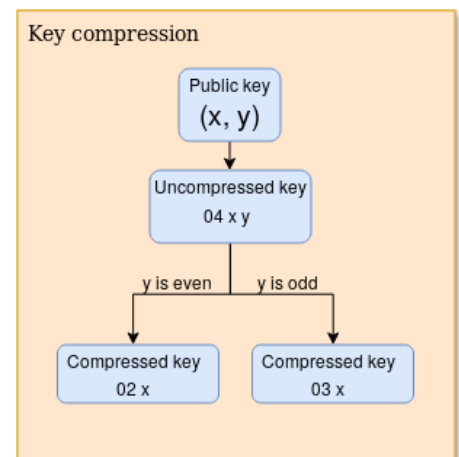 Key compression
Public key
(x, y)
Uncompressed key
04 x y
y is even
y is odd
Compressed key
02 x
Compressed key
03 x